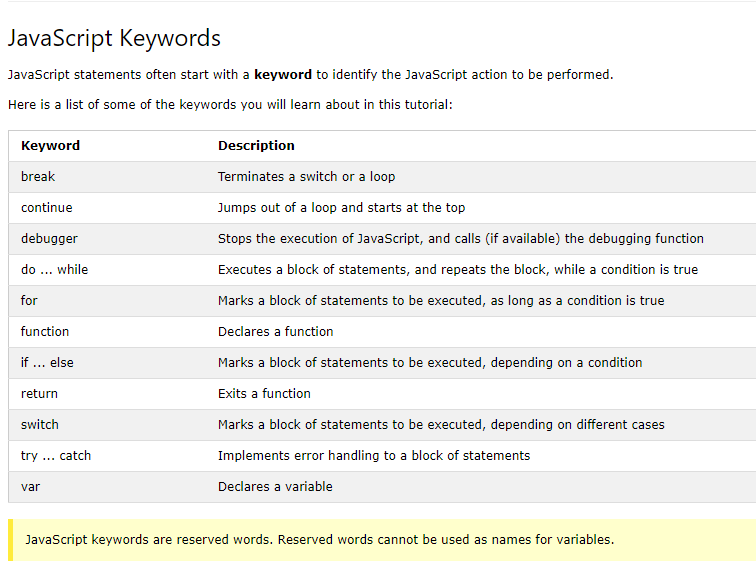 JavaScript Keywords
JavaScript statements often start with a keyword to identify the JavaScript action to be performed.
Here is a list of some of the keywords you will learn about in this tutorial:
Keyword Description
break Terminates a switch or a loop
continue Jumps out of a loop and starts at the top
debugger Stops the execution of JavaScript, and calls (if available) the debugging function
do ... while Executes a block of statements, and repeats the block, while a condition is true
for Marks a block of statements to be executed, as long as a condition is true
function Declares a function
if ... else Marks a block of statements to be executed, depending on a condition
return Exits a function
switch Marks a block of statements to be executed, depending on different cases
try ... catch Implements error handling to a block of statements
var Declares a variable
JavaScript keywords are reserved words. Reserved words cannot be used as names for variables.